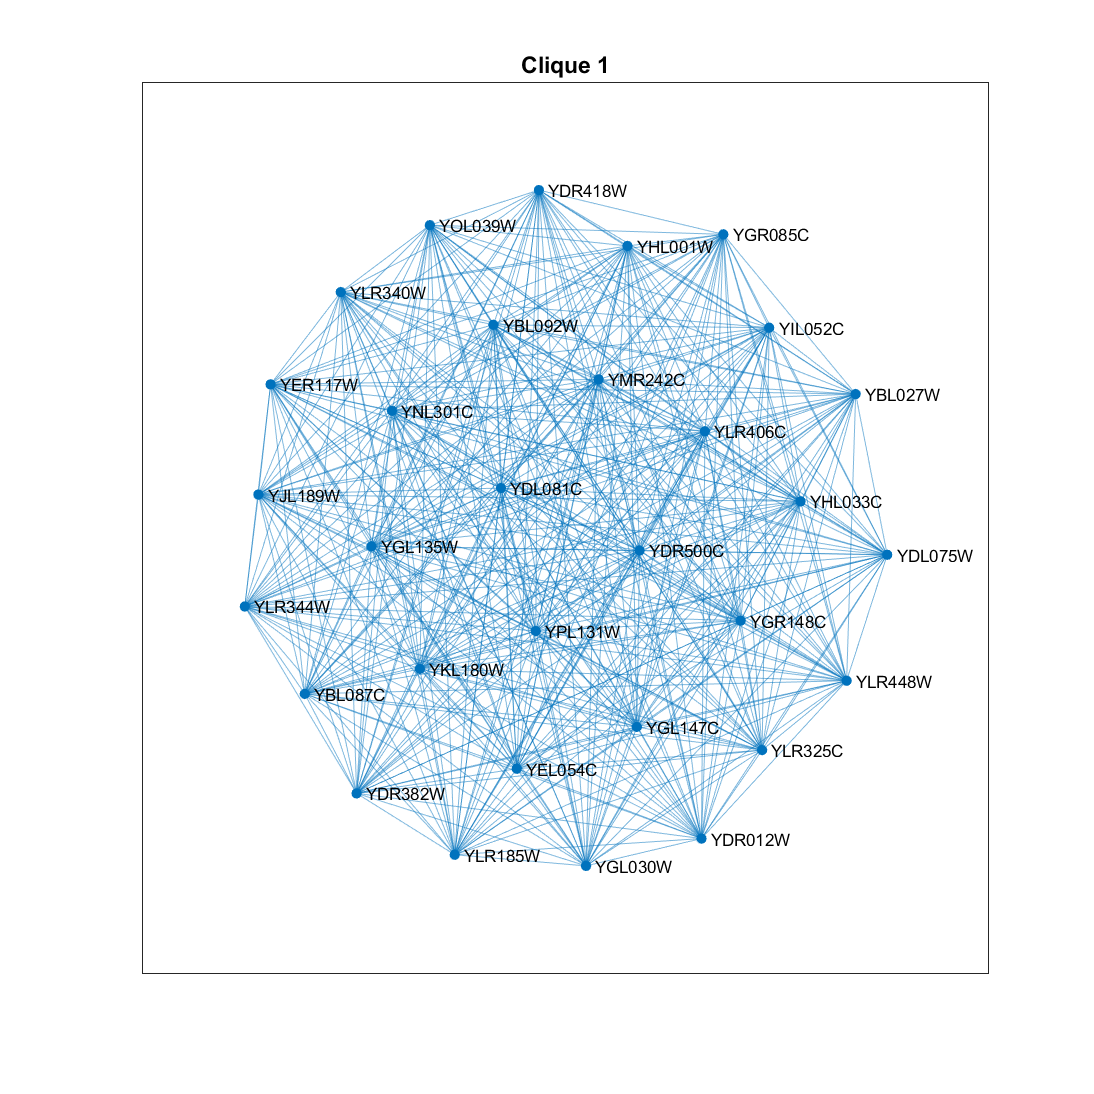 Clique 1
YDR418W
YOL039W
YGR085C
YHL001W
YLR340W
YBL092W
YIL052C
YER117W
YMR242C
YBL027W
YNL301C
YLR406C
YJL189W
YDL081C
YHL033C
YGL135W
YDR500C
YDL075W
YLR344W
YGR148C
YPL131W
YKL180W
YLR448W
YBL087C
YGL147C
YLR325C
YEL054C
YDR382W
YDR012W
YLR185W
YGL030W